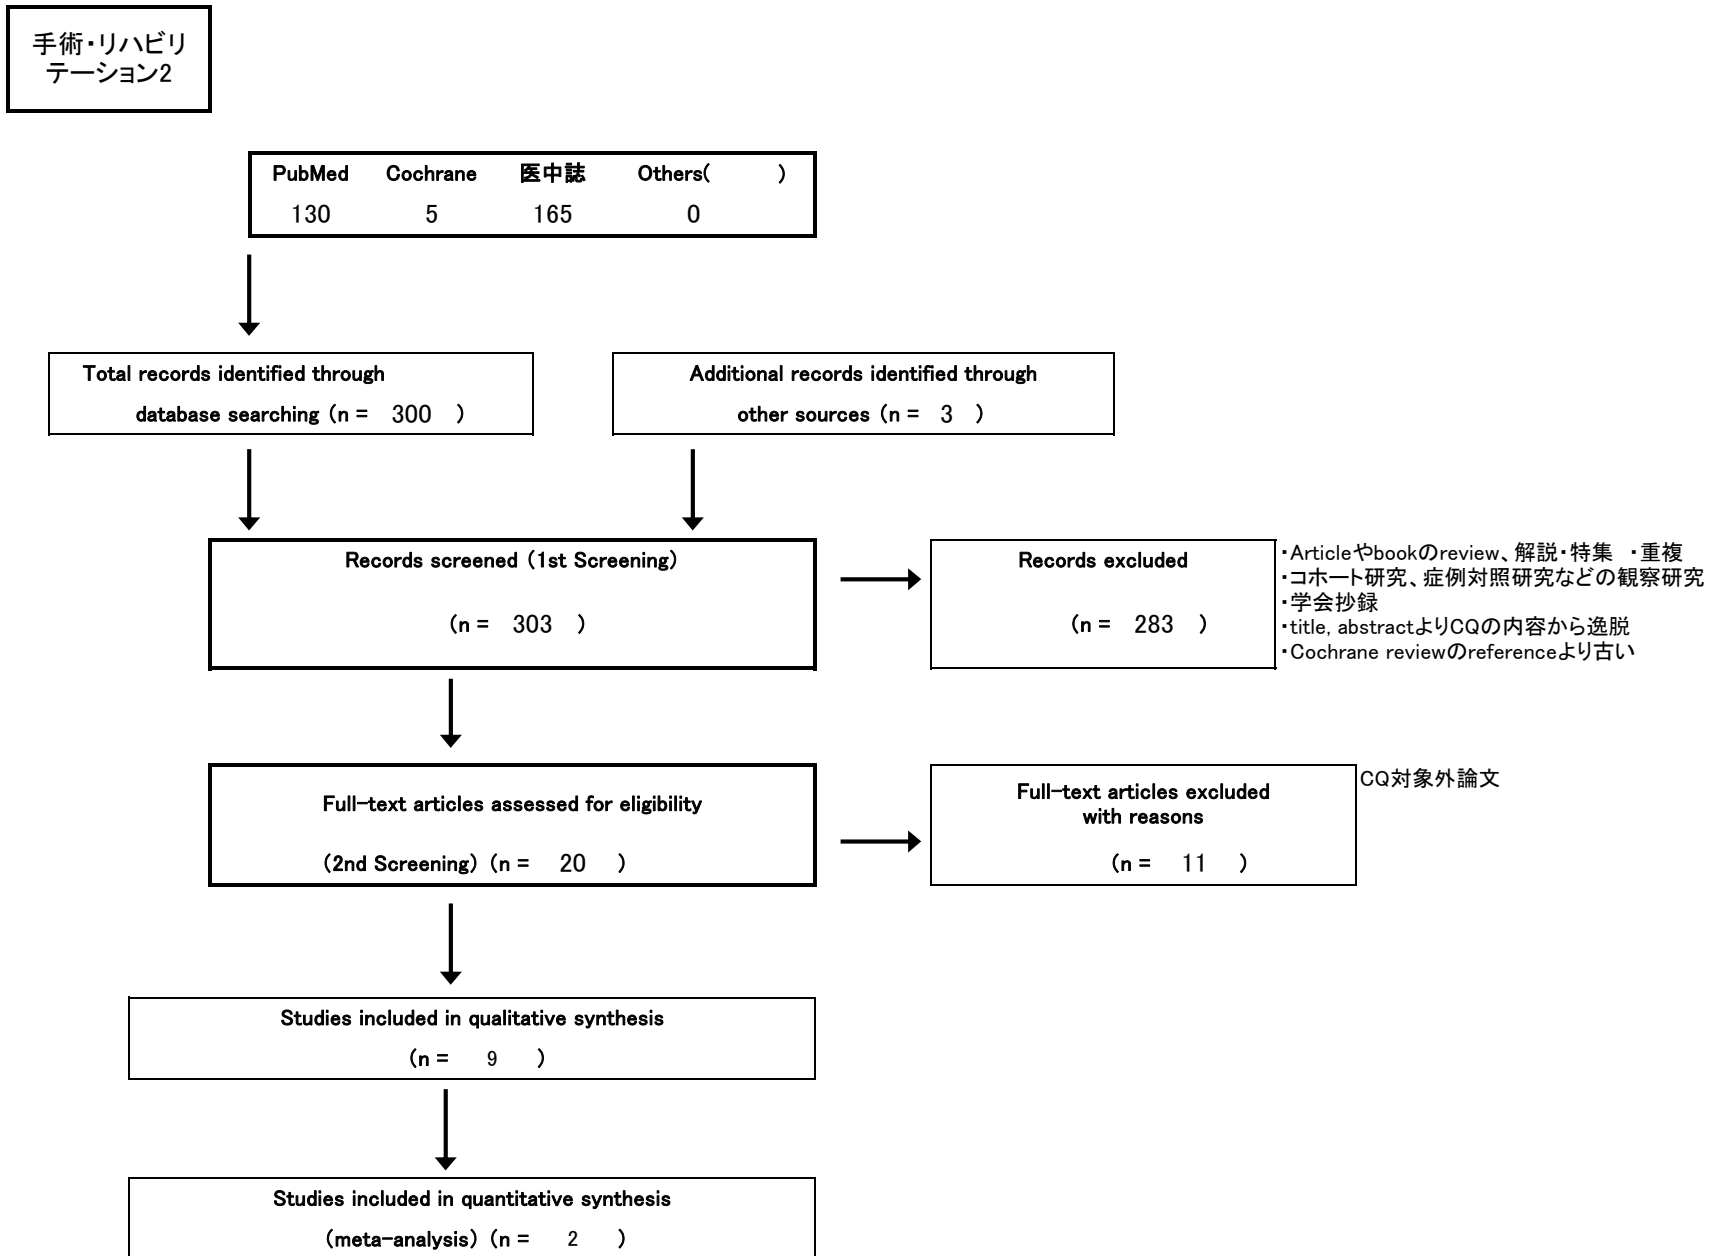 手術・リハビリ
テーション2
PubMed Cochrane 医中誌 Others( )
130 5 165 0
Total records identified through
database searching (n = 300 )
Additional records identified through
other sources (n = 3 )
Records screened (1st Screening)
(n = 303 )
Records excluded
(n = 283 )
・Articleやbookのreview、解説・特集 ・重複
・コホート研究、症例対照研究などの観察研究
・学会抄録
・title, abstractよりCQの内容から逸脱
・Cochrane reviewのreferenceより古い
Full-text articles assessed for eligibility
(2nd Screening) (n = 20 )
Full-text articles excluded
with reasons
(n = 11 )
CQ対象外論文
Studies included in qualitative synthesis
(n = 9 )
Studies included in quantitative synthesis
(meta-analysis) (n = 2 )